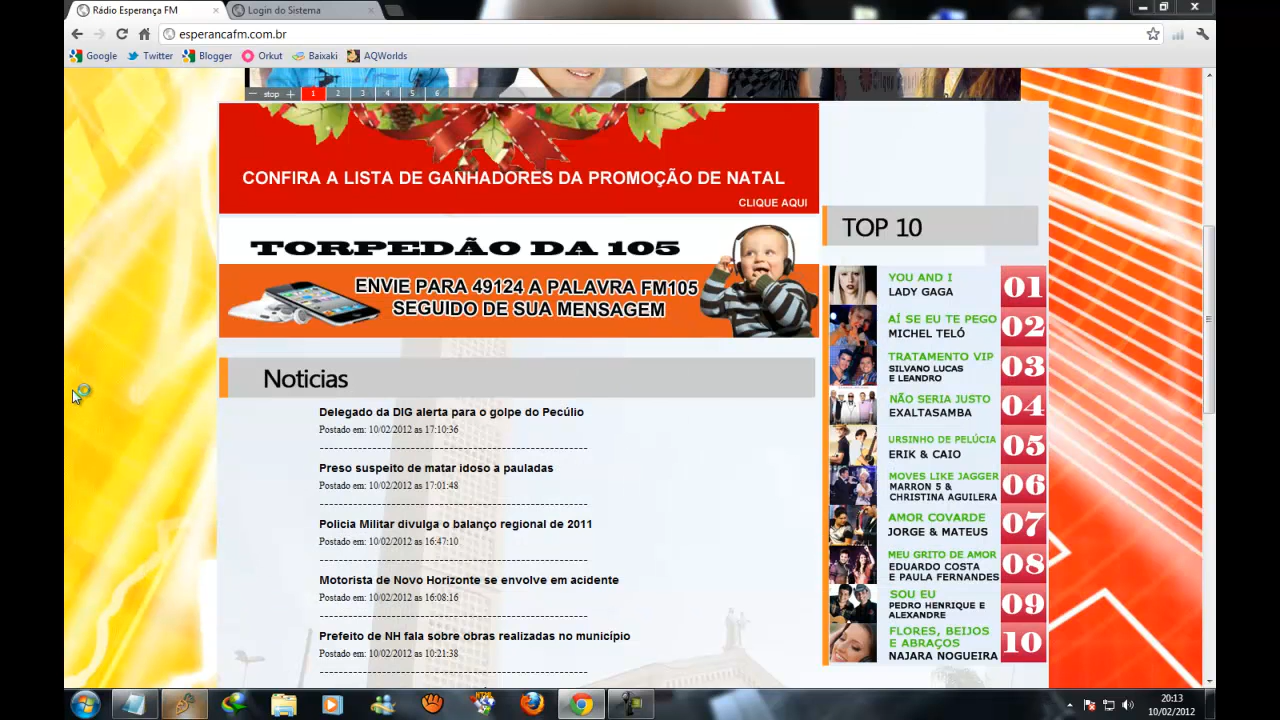 Rádio Esperança FM
Login do Sistema
esperancafm.com.br
Google
Twitter
Blogger
Orkut
Baixaki
AQWorlds
stop
1
2
3
4
5
6
CONFIRA A LISTA DE GANHADORES DA PROMOÇÃO DE NATAL
CLIQUE AQUI
TORPEDÃO DA 105
ENVIE PARA 49124 A PALAVRA FM105
SEGUIDO DE SUA MENSAGEM
Noticias
Delegado da DIG alerta para o golpe do Pecúlio
Postado em: 10/02/2012 as 17:10:36
Preso suspeito de matar idoso a pauladas
Postado em: 10/02/2012 as 17:01:48
Policia Militar divulga o balanço regional de 2011
Postado em: 10/02/2012 as 16:47:10
Motorista de Novo Horizonte se envolve em acidente
Postado em: 10/02/2012 as 16:08:16
Prefeito de NH fala sobre obras realizadas no município
Postado em: 10/02/2012 as 10:21:38
TOP 10
YOU AND I
LADY GAGA
01
AÍ SE EU TE PEGO
MICHEL TELÓ
02
TRATAMENTO VIP
SILVANO LUCAS
E LEANDRO
03
NÃO SERIA JUSTO
EXALTASAMBA
04
URSINHO DE PELÚCIA
ERIK & CAIO
05
MOVES LIKE JAGGER
MARRON 5 &
CHRISTINA AGUILERA
06
AMOR COVARDE
JORGE & MATEUS
07
MEU GRITO DE AMOR
EDUARDO COSTA
E PAULA FERNANDES
08
SOU EU
PEDRO HENRIQUE E
ALEXANDRE
09
FLORES, BEIJOS
E ABRAÇOS
NAJARA NOGUEIRA
10
20:13
10/02/2012